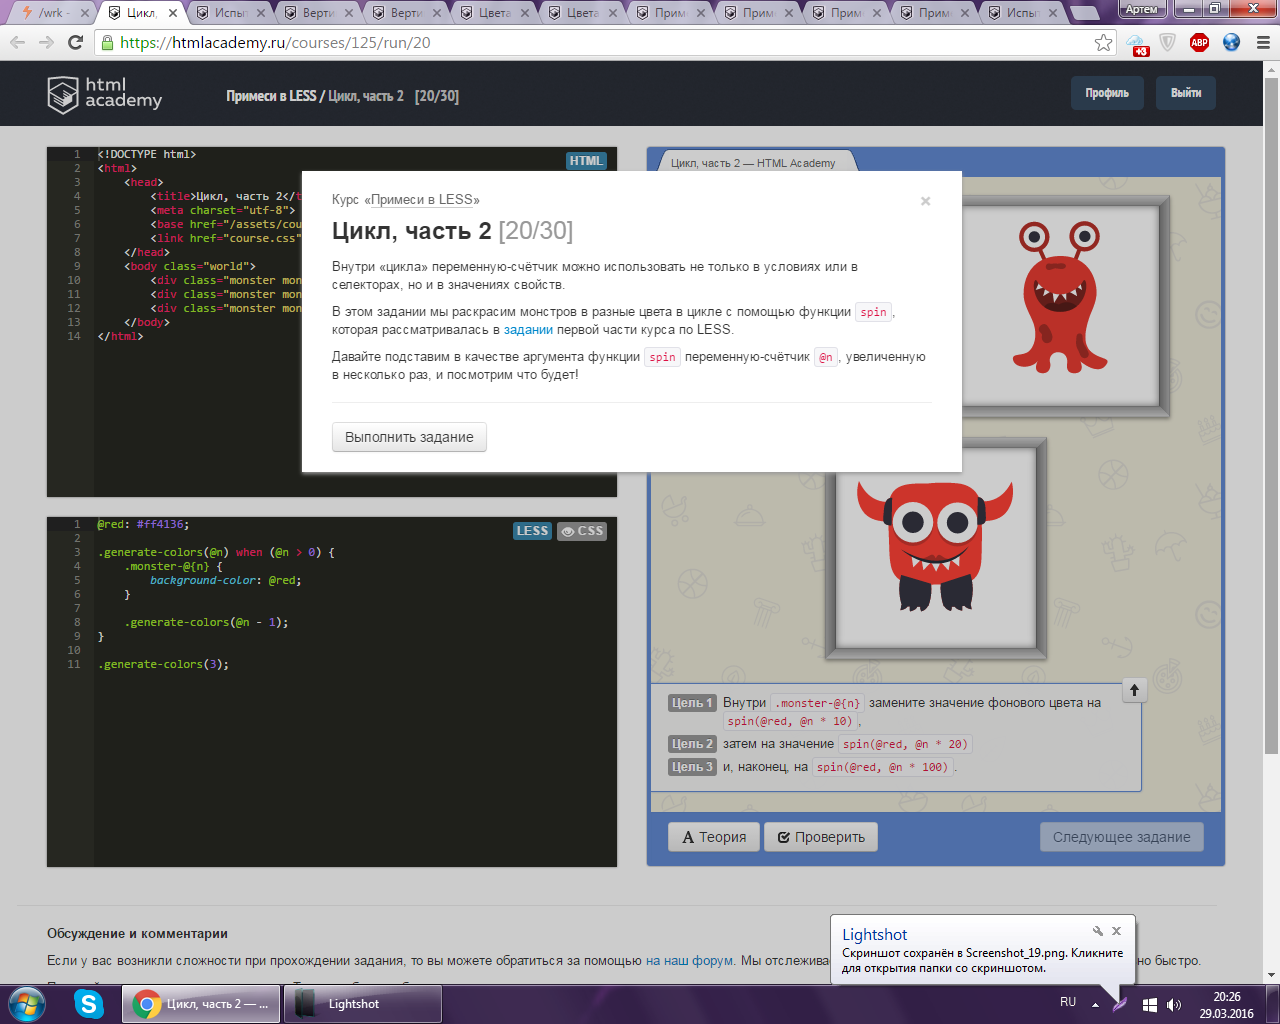 /wrk -
Цикл,
Испыт
Верти
Верти
Цвета
Цвета
Прим
Прим
Прим
Прим
Испыт
Артем
https://htmlacademy.ru/courses/125/run/20
+3
ABP
html
academy
Примеси в LESS / Цикл, часть 2 [20/30]
Профиль
Выйти
HTML
1 <!DOCTYPE html>
2 <html>
3 <head>
4 <title>Цикл, часть 2</t
5 <meta charset="utf-8">
6 <base href="/assets/cou
7 <link href="course.css"
8 </head>
9 <body class="world">
10 <div class="monster mon
11 <div class="monster mon
12 <div class="monster mon
13 </body>
14 </html>
Цикл, часть 2 — HTML Academy
Курс «Примеси в LESS»
×
Цикл, часть 2 [20/30]
Внутри «цикла» переменную-счётчик можно использовать не только в условиях или в
селекторах, но и в значениях свойств.
В этом задании мы раскрасим монстров в разные цвета в цикле с помощью функции spin,
которая рассматривалась в задании первой части курса по LESS.
Давайте подставим в качестве аргумента функции spin переменную-счётчик @n, увеличенную
в несколько раз, и посмотрим что будет!
Выполнить задание
LESS CSS
1 @red: #ff4136;
2
3 .generate-colors(@n) when (@n > 0) {
4 .monster-@{n} {
5 background-color: @red;
6 }
7
8 .generate-colors(@n - 1);
9 }
10
11 .generate-colors(3);
Цель 1 Внутри .monster-@{n} замените значение фонового цвета на
spin(@red, @n * 10),
Цель 2 затем на значение spin(@red, @n * 20)
Цель 3 и, наконец, на spin(@red, @n * 100).
A Теория
Проверить
Следующее задание
Обсуждение и комментарии
Если у вас возникли сложности при прохождении задания, то вы можете обратиться за помощью на наш форум. Мы отслежива
но быстро.
Lightshot
Скриншот сохранён в Screenshot_19.png. Кликните
для открытия папки со скриншотом.
Цикл, часть 2 — ...
Lightshot
RU
20:26
29.03.2016